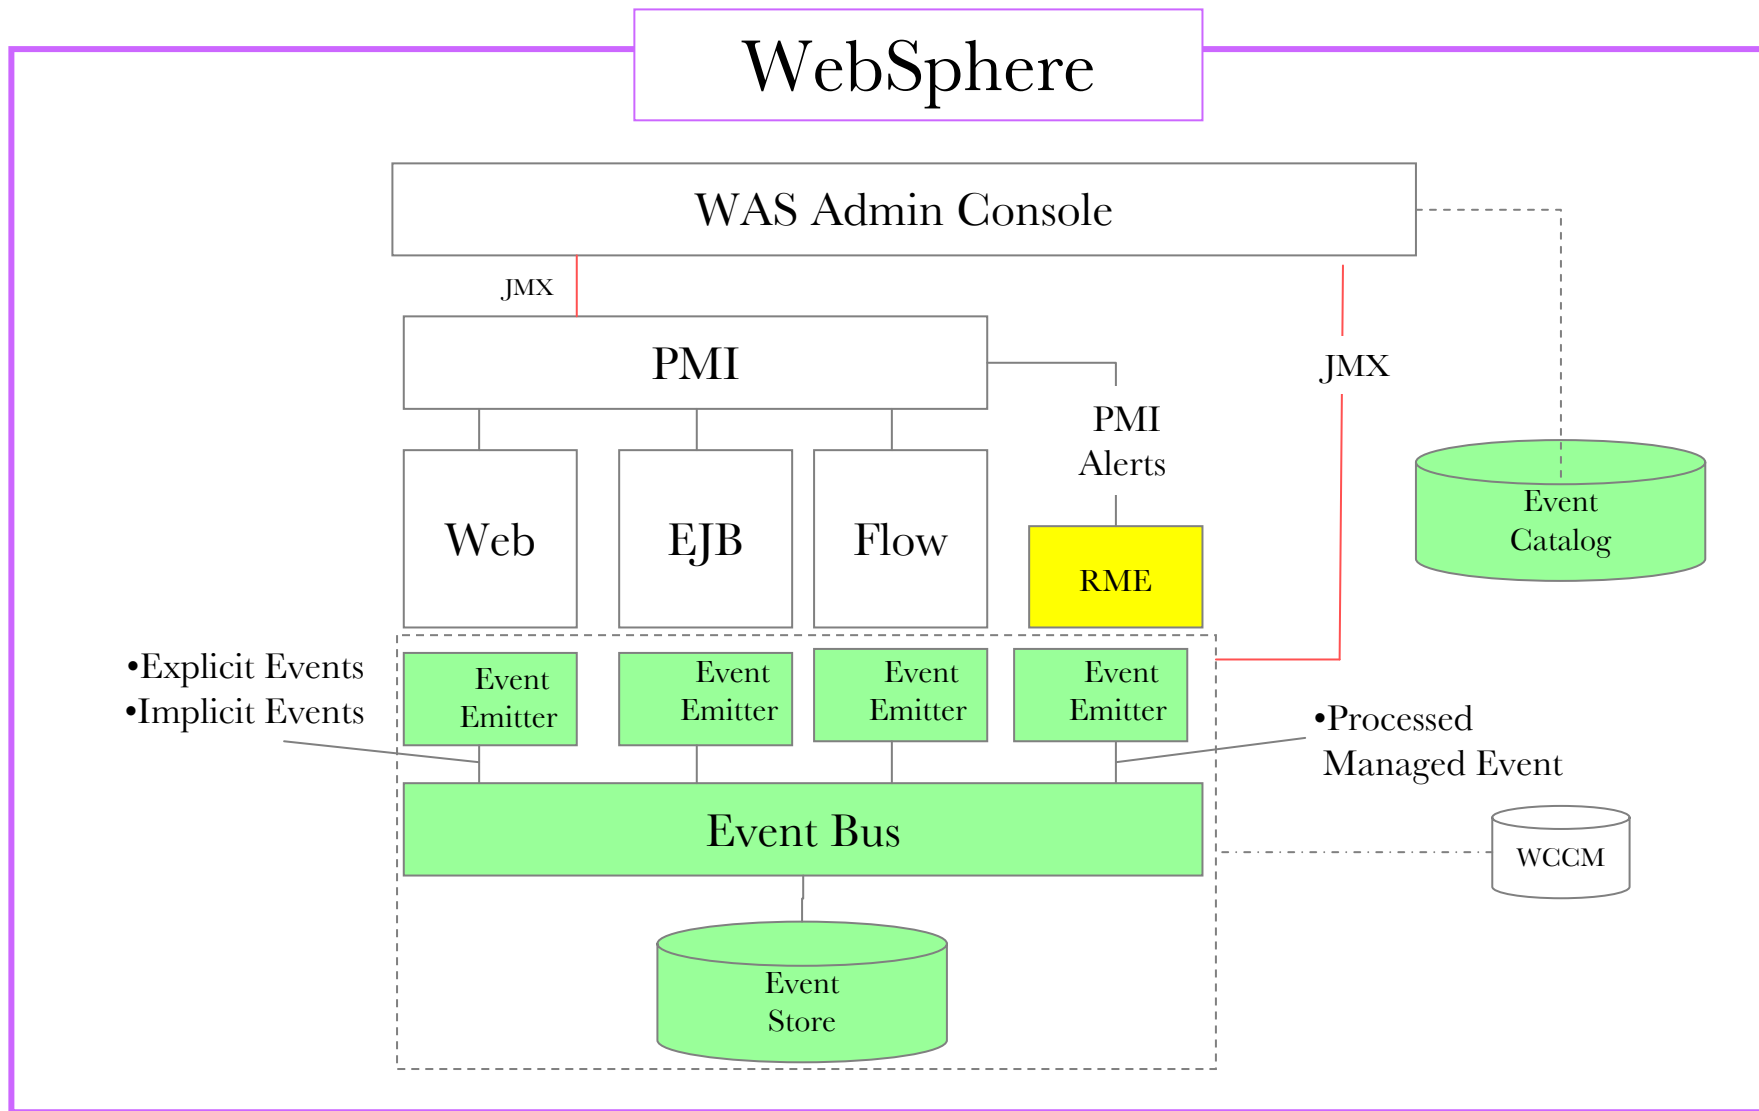 WebSphere
WAS Admin Console
JMX
PMI
JMX
PMI
Alerts
Web
EJB
Flow
RME
Event
Catalog
•Explicit Events
•Implicit Events
Event
Emitter
Event
Emitter
Event
Emitter
Event
Emitter
•Processed
Managed Event
Event Bus
WCCM
Event
Store